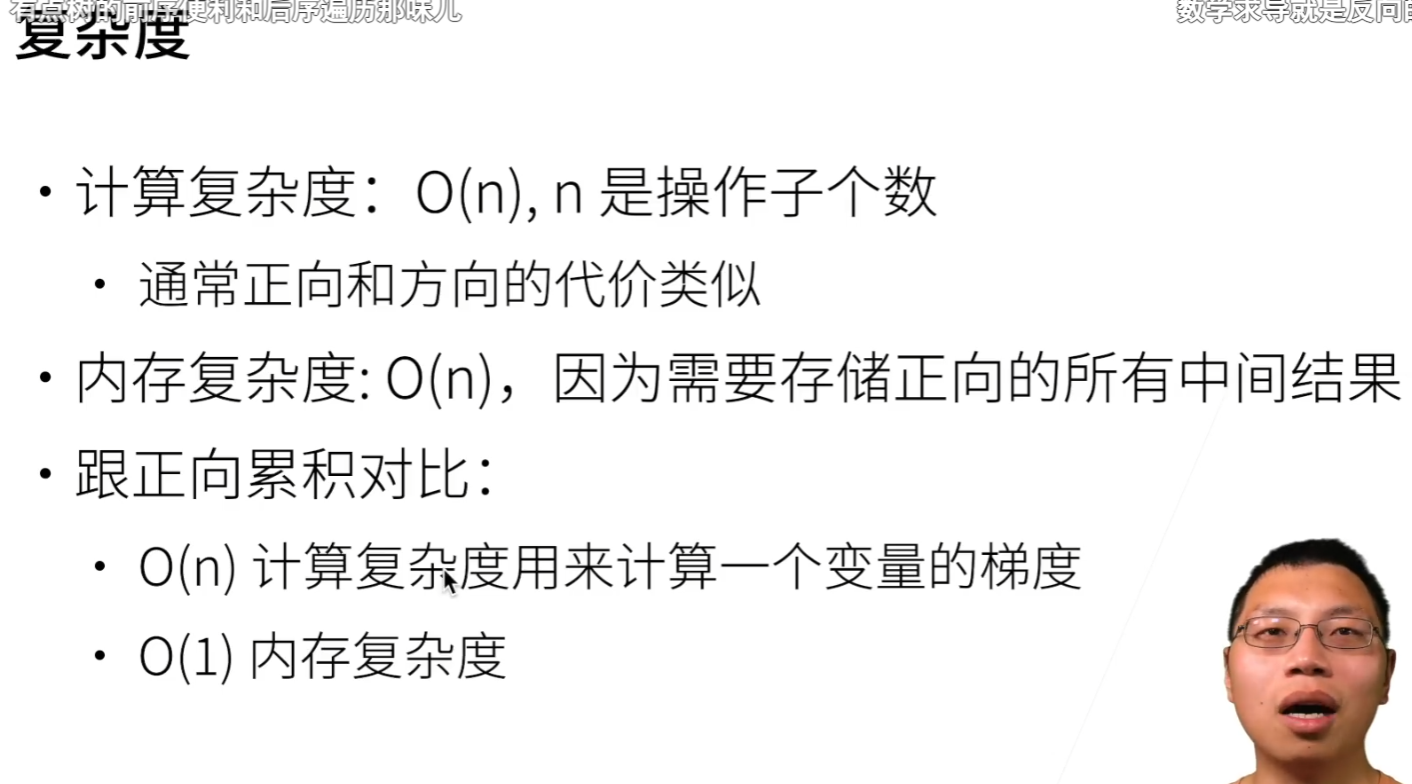 有点树的前序便利和后序遍历那味儿
数学求导就是反向
复杂度
• 计算复杂度：O(n), n 是操作子个数
• 通常正向和方向的代价类似
• 内存复杂度: O(n)，因为需要存储正向的所有中间结果
• 跟正向累积对比：
• O(n) 计算复杂度用来计算一个变量的梯度
• O(1) 内存复杂度